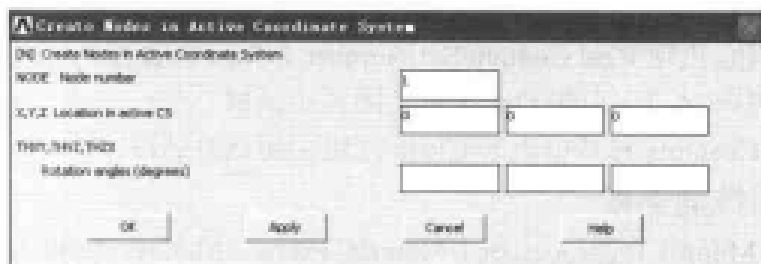 Create Nodes in Active Coordinate System
[N] Create Nodes in Active Coordinate System
NODE Node number
1
X,Y,Z Location in active CS
0 0 0
THXY,THYZ,THZX
Rotation angles (degrees)
OK Apply Cancel Help